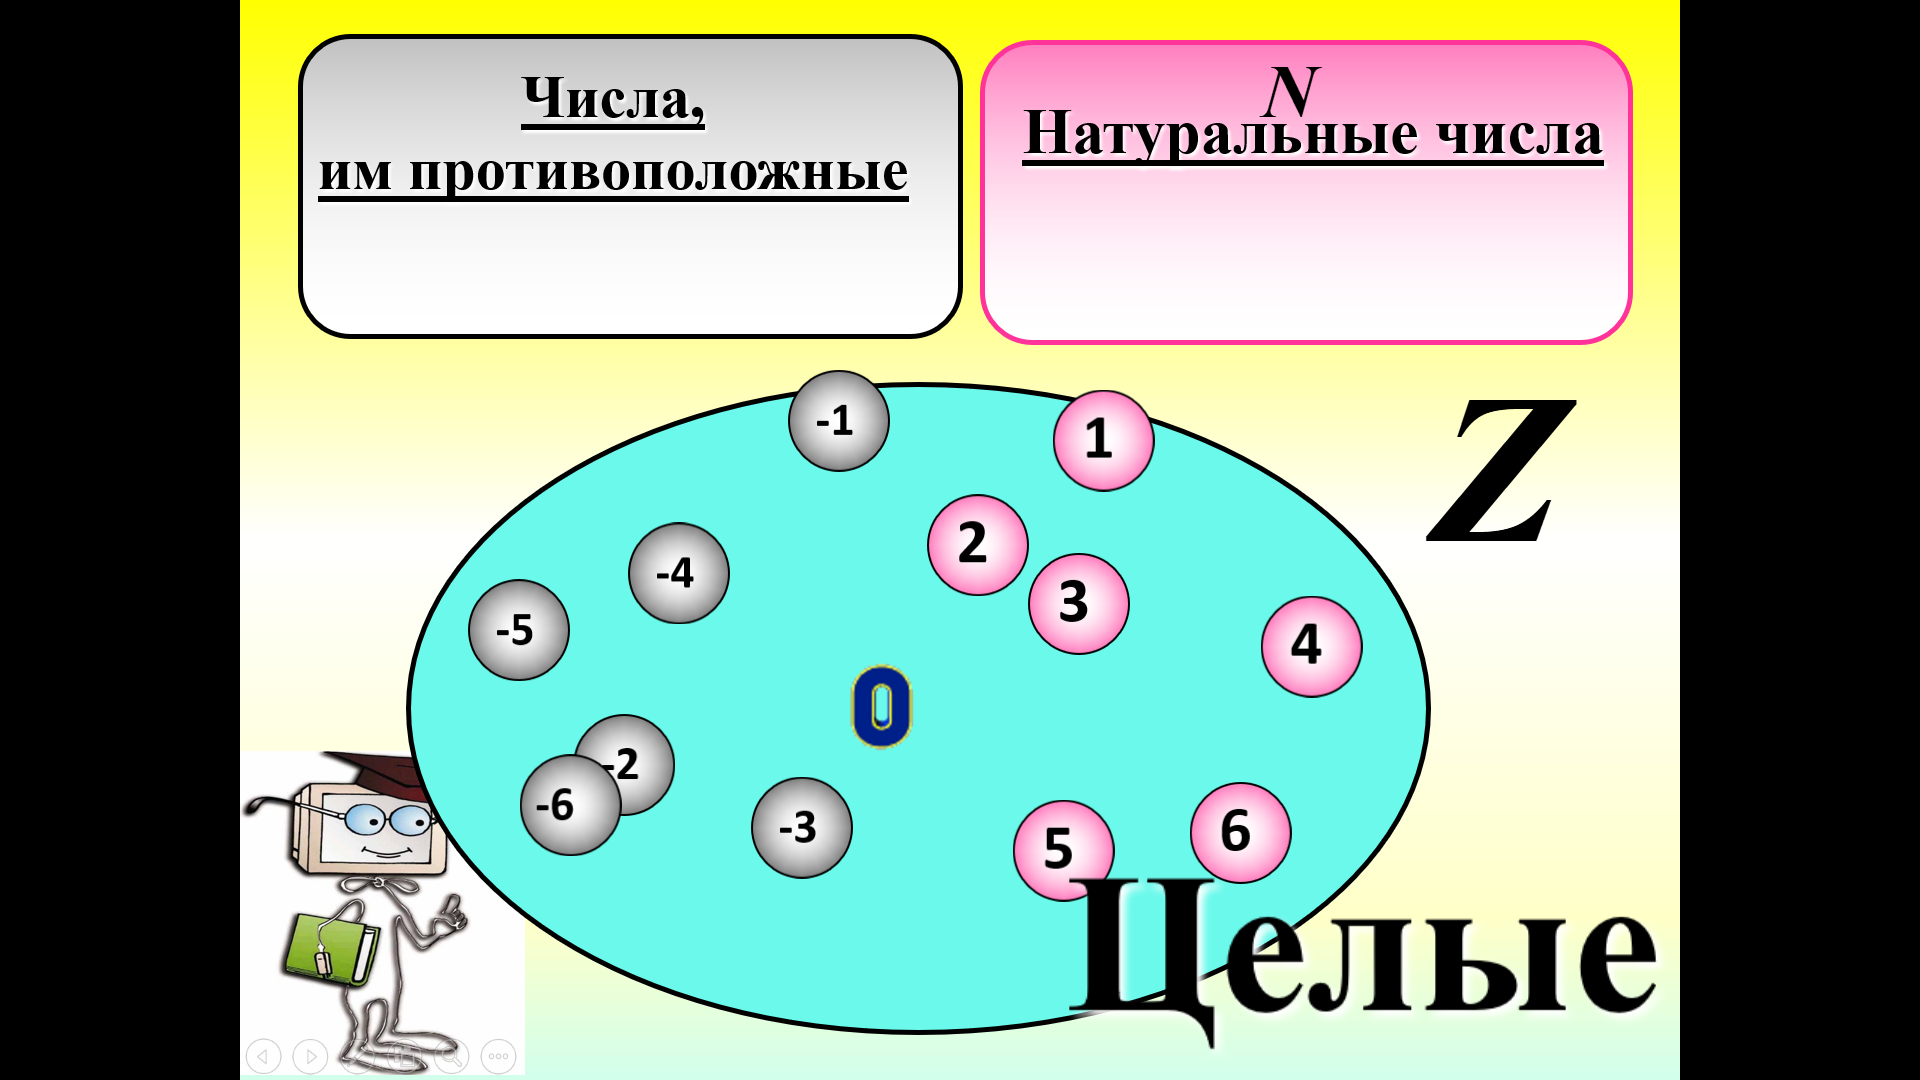 Числа,
им противоположные
N
Натуральные числа
Z
-1
1
2
3
-4
-5
4
0
-2
-6
-3
5
6
Целые